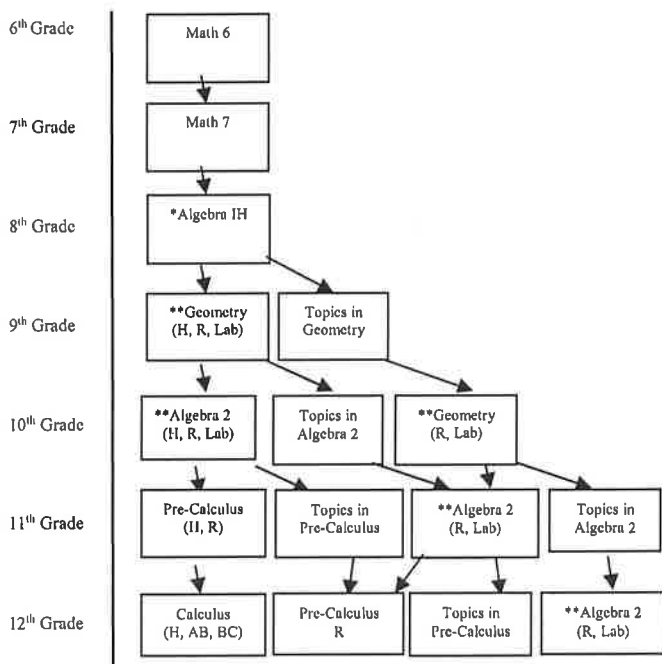 6th Grade
Math 6
7th Grade
Math 7
8th Grade
*Algebra IH
9th Grade
**Geometry
(H, R, Lab)
Topics in
Geometry
10th Grade
**Algebra 2
(H, R, Lab)
Topics in
Algebra 2
**Geometry
(R, Lab)
11th Grade
Pre-Calculus
(H, R)
Topics in
Pre-Calculus
**Algebra 2
(R, Lab)
Topics in
Algebra 2
12th Grade
Calculus
(H, AB, BC)
Pre-Calculus
R
Topics in
Pre-Calculus
**Algebra 2
(R, Lab)